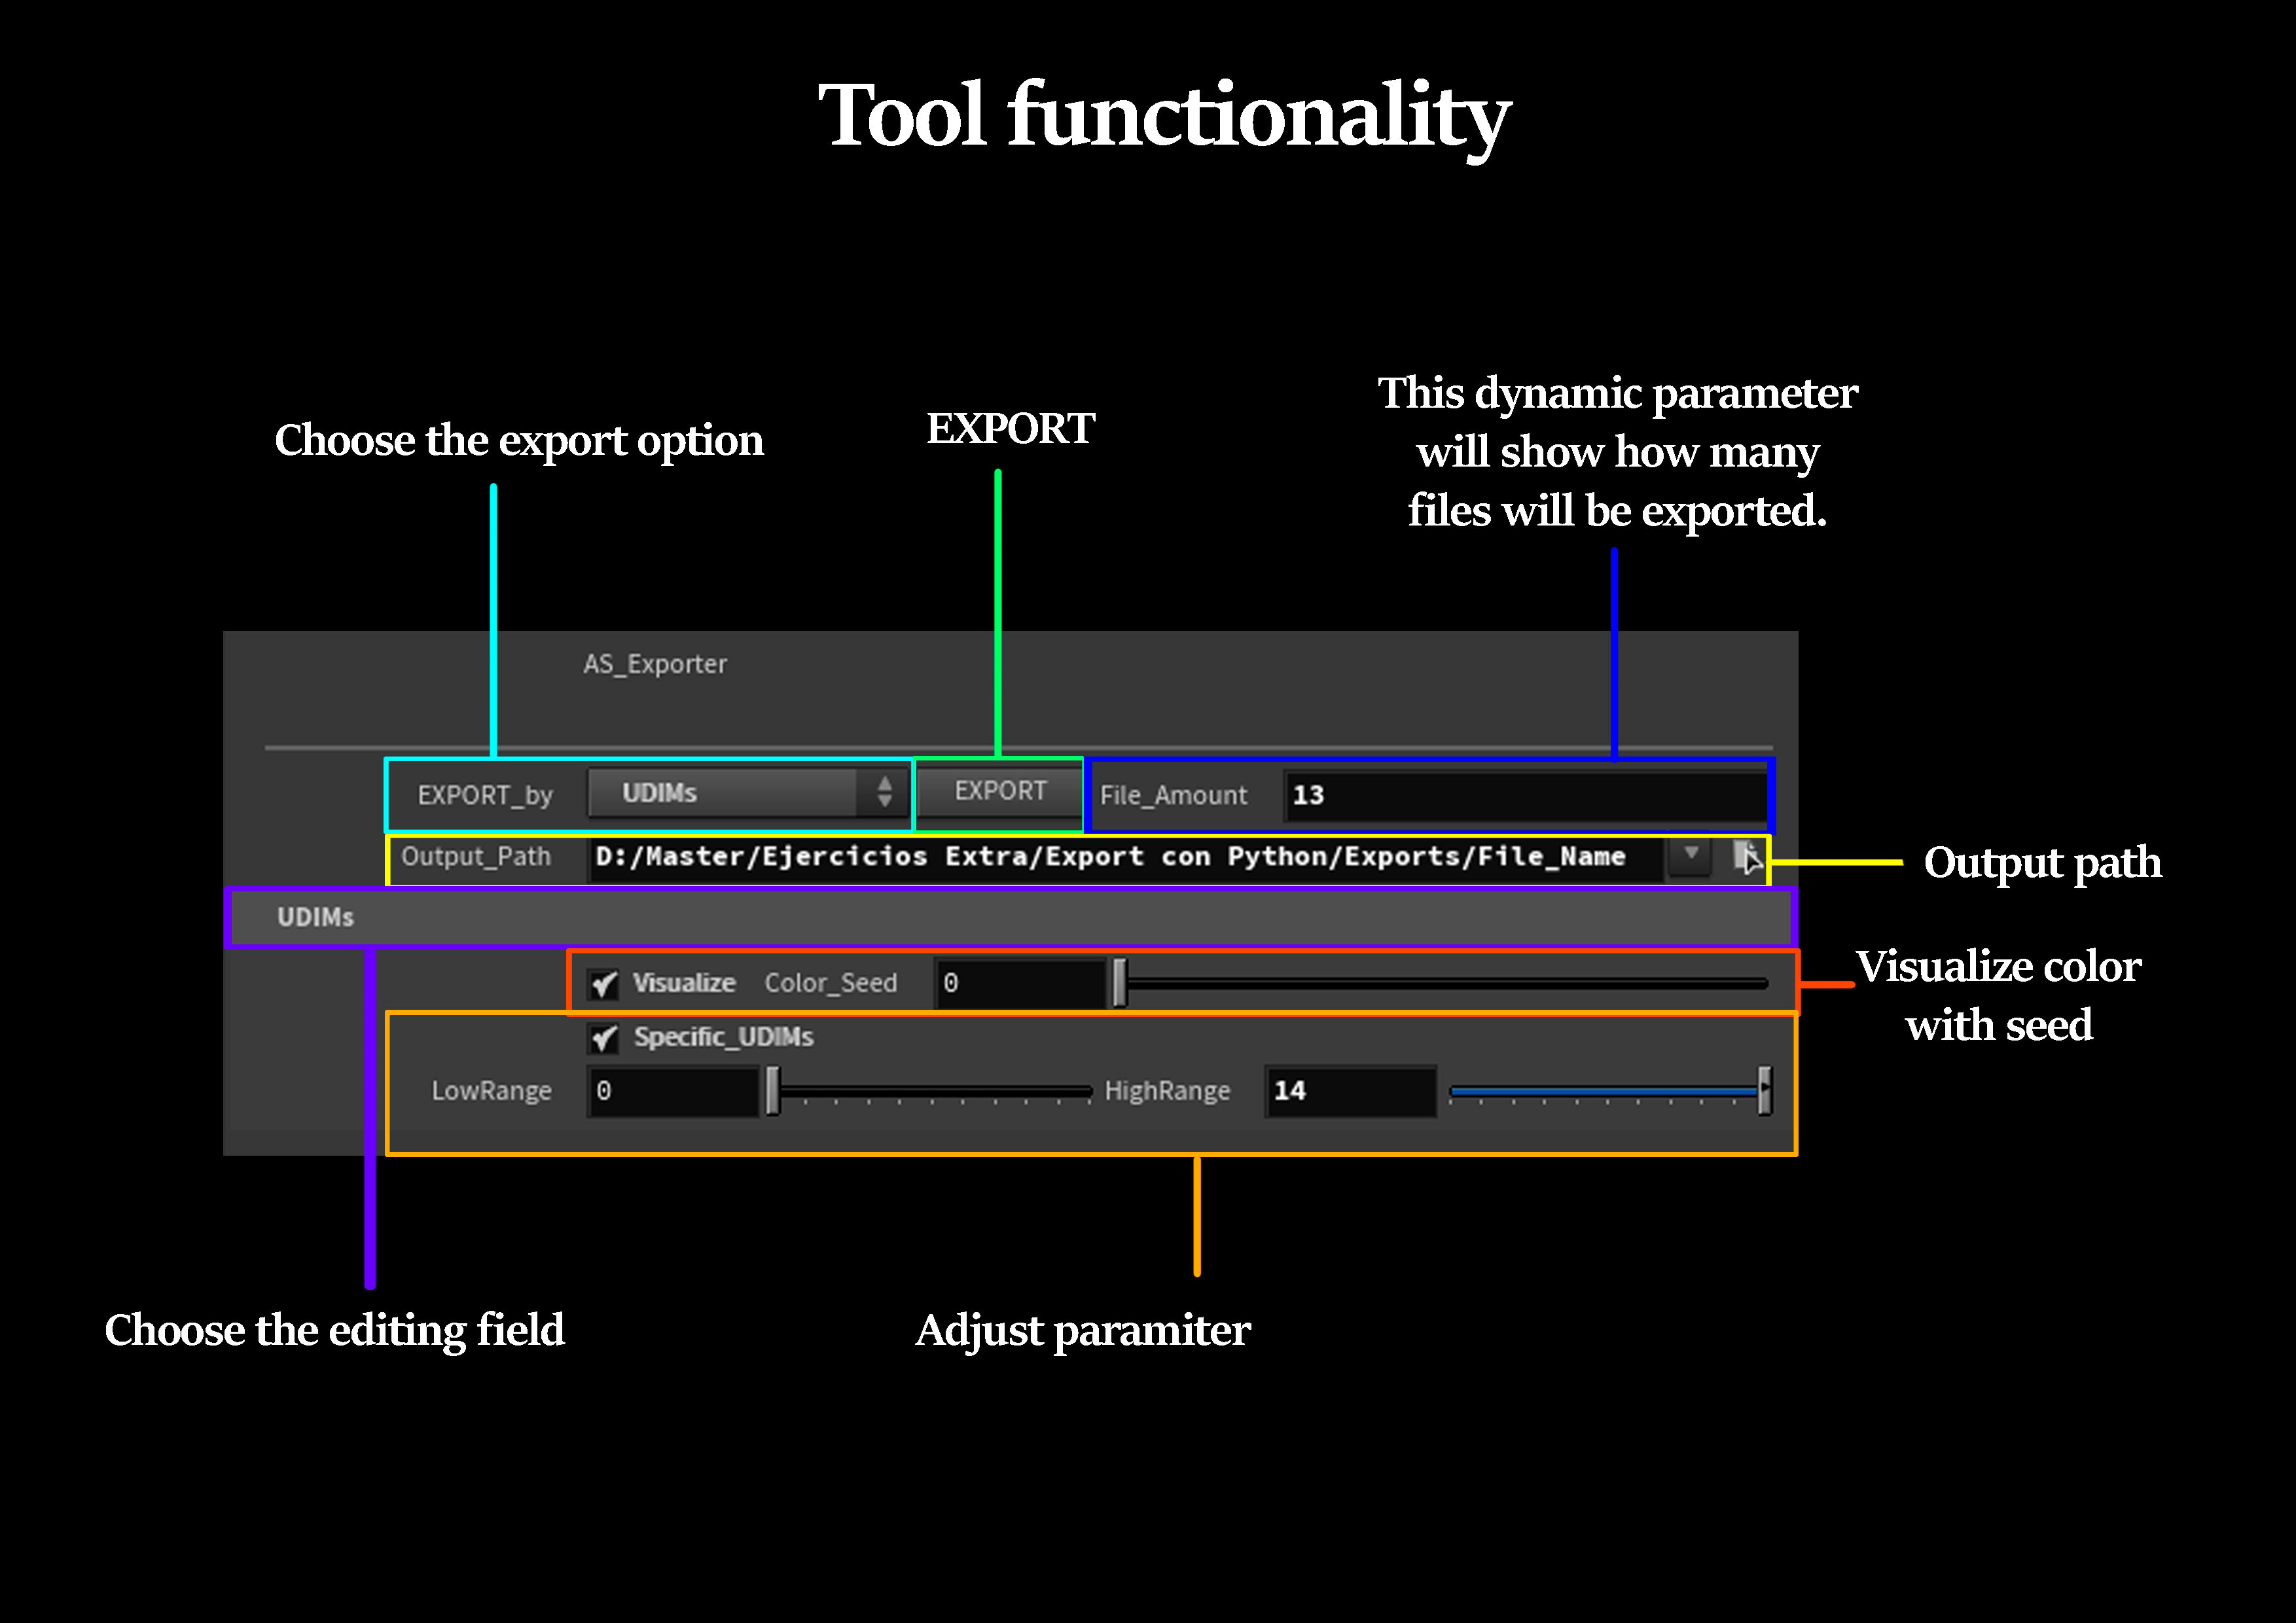 Tool functionality
Choose the export option
EXPORT
This dynamic parameter
will show how many
files will be exported.
AS_Exporter
EXPORT_by UDIMs EXPORT File_Amount 13
Output_Path D:/Master/Ejercicios Extra/Export con Python/Exports/File_Name
Output path
UDIMs
Visualize Color_Seed 0
Visualize color
with seed
Specific_UDIMs
LowRange 0 HighRange 14
Choose the editing field
Adjust paramiter